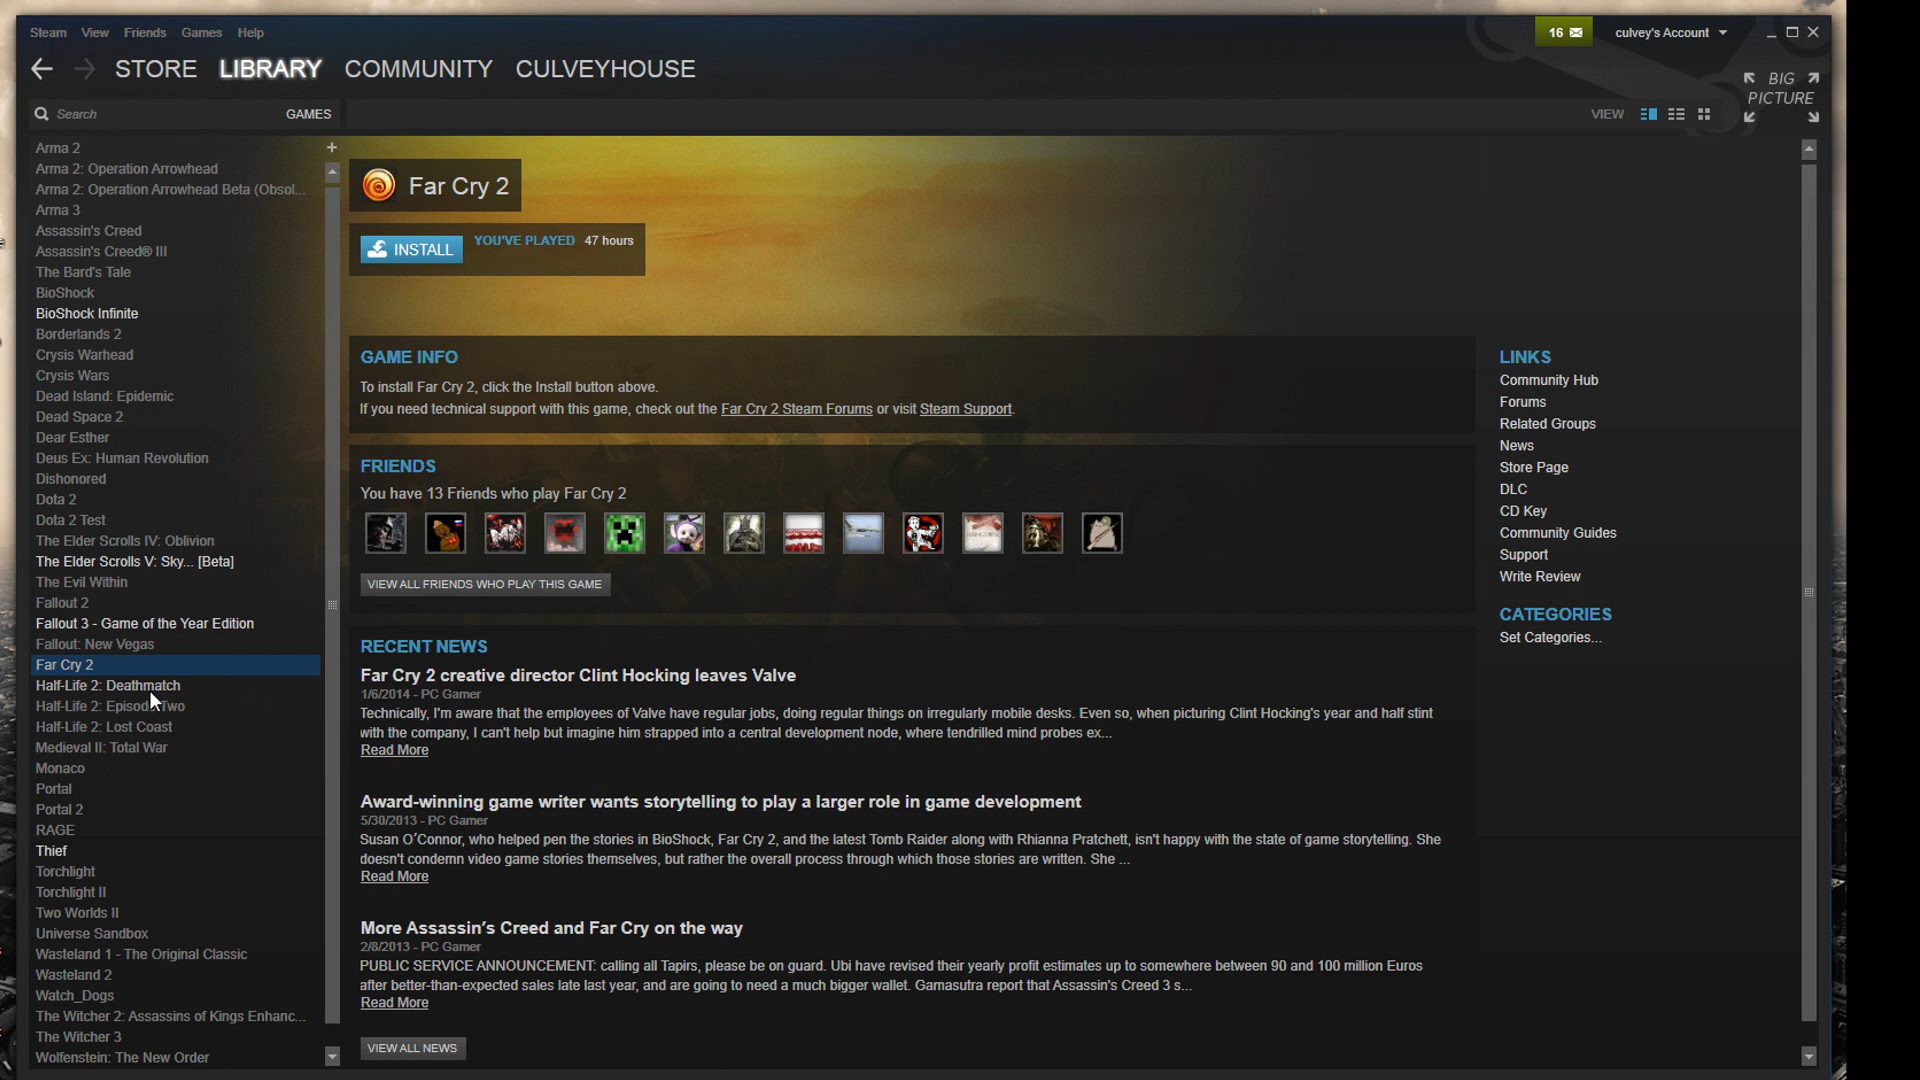 Steam View Friends Games Help
16 culvey's Account
STORE LIBRARY COMMUNITY CULVEYHOUSE
BIG PICTURE
Search GAMES
VIEW
Arma 2
Arma 2: Operation Arrowhead
Arma 2: Operation Arrowhead Beta (Obsol...
Arma 3
Assassin's Creed
Assassin's Creed® III
The Bard's Tale
BioShock
BioShock Infinite
Borderlands 2
Crysis Warhead
Crysis Wars
Dead Island: Epidemic
Dead Space 2
Dear Esther
Deus Ex: Human Revolution
Dishonored
Dota 2
Dota 2 Test
The Elder Scrolls IV: Oblivion
The Elder Scrolls V: Sky... [Beta]
The Evil Within
Fallout 2
Fallout 3 - Game of the Year Edition
Fallout: New Vegas
Far Cry 2
Half-Life 2: Deathmatch
Half-Life 2: Episode Two
Half-Life 2: Lost Coast
Medieval II: Total War
Monaco
Portal
Portal 2
RAGE
Thief
Torchlight
Torchlight II
Two Worlds II
Universe Sandbox
Wasteland 1 - The Original Classic
Wasteland 2
Watch_Dogs
The Witcher 2: Assassins of Kings Enhanc...
The Witcher 3
Wolfenstein: The New Order
Far Cry 2
INSTALL YOU'VE PLAYED 47 hours
GAME INFO
To install Far Cry 2, click the Install button above.
If you need technical support with this game, check out the Far Cry 2 Steam Forums or visit Steam Support.
FRIENDS
You have 13 Friends who play Far Cry 2
VIEW ALL FRIENDS WHO PLAY THIS GAME
RECENT NEWS
Far Cry 2 creative director Clint Hocking leaves Valve
1/6/2014 - PC Gamer
Technically, I'm aware that the employees of Valve have regular jobs, doing regular things on irregularly mobile desks. Even so, when picturing Clint Hocking's year and half stint
with the company, I can't help but imagine him strapped into a central development node, where tendrilled mind probes ex...
Read More
Award-winning game writer wants storytelling to play a larger role in game development
5/30/2013 - PC Gamer
Susan O´Connor, who helped pen the stories in BioShock, Far Cry 2, and the latest Tomb Raider along with Rhianna Pratchett, isn't happy with the state of game storytelling. She
doesn't condemn video game stories themselves, but rather the overall process through which those stories are written. She ...
Read More
More Assassin´s Creed and Far Cry on the way
2/8/2013 - PC Gamer
PUBLIC SERVICE ANNOUNCEMENT: calling all Tapirs, please be on guard. Ubi have revised their yearly profit estimates up to somewhere between 90 and 100 million Euros
after better-than-expected sales late last year, and are going to need a much bigger wallet. Gamasutra report that Assassin's Creed 3 s...
Read More
VIEW ALL NEWS
LINKS
Community Hub
Forums
Related Groups
News
Store Page
DLC
CD Key
Community Guides
Support
Write Review
CATEGORIES
Set Categories...